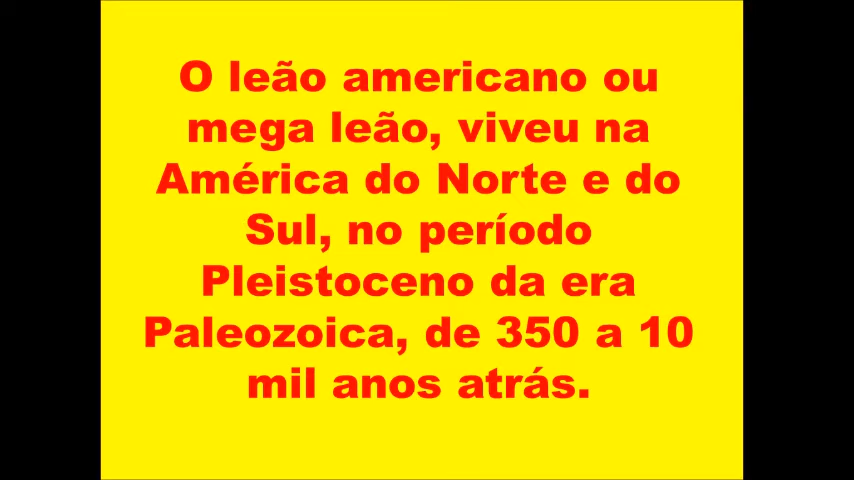 O leão americano ou
mega leão, viveu na
América do Norte e do
Sul, no período
Pleistoceno da era
Paleozoica, de 350 a 10
mil anos atrás.